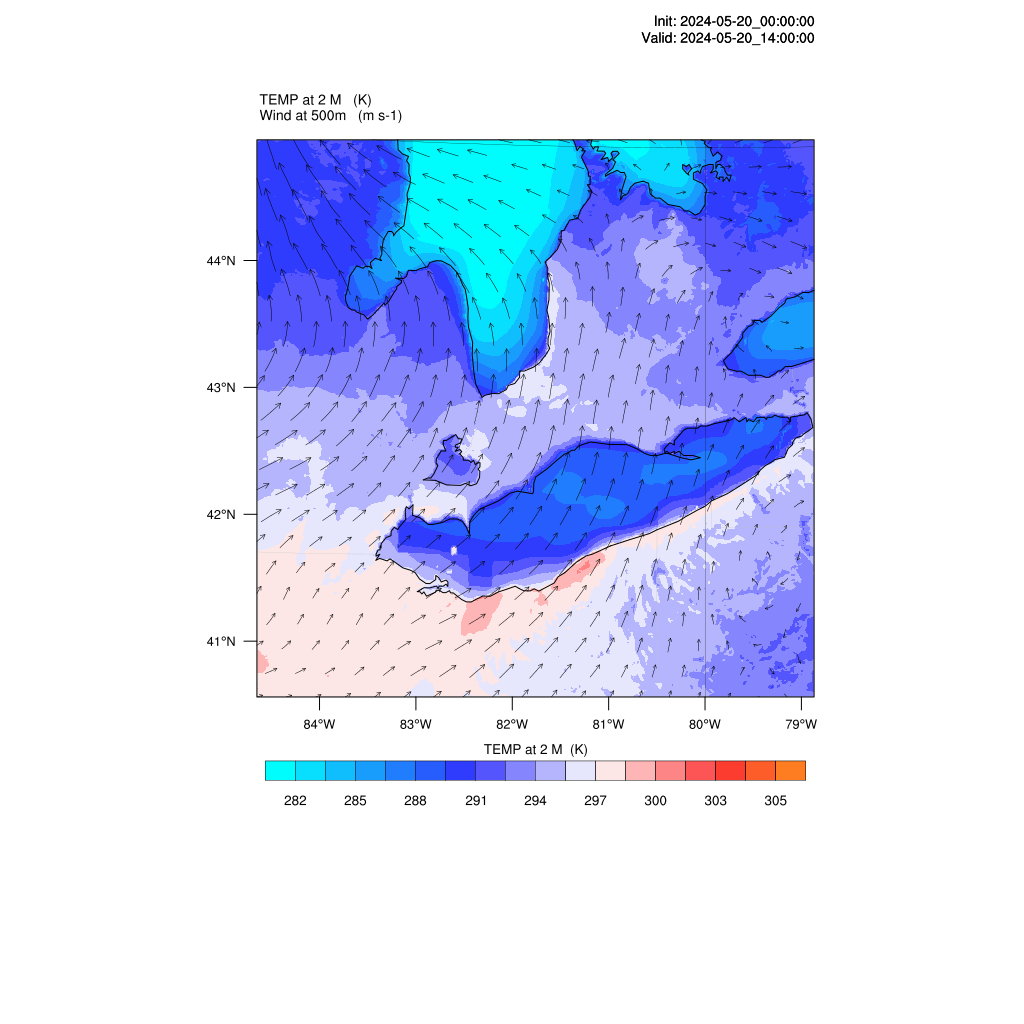 Init: 2024-05-20_00:00:00
Valid: 2024-05-20_14:00:00
TEMP at 2 M (K)
Wind at 500m (m s-1)
44°N
43°N
42°N
41°N
84°W 83°W 82°W 81°W 80°W 79°W
TEMP at 2 M (K)
282 285 288 291 294 297 300 303 305